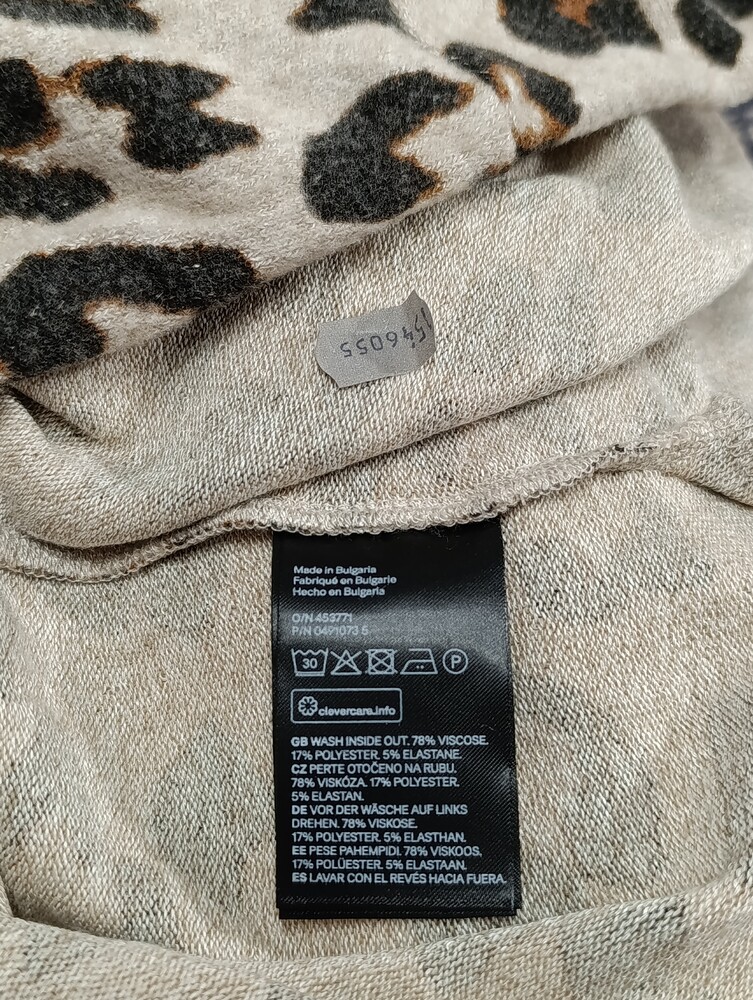 1546055
Made in Bulgaria
Fabriqué en Bulgarie
Hecho en Bulgaria
O/N 453771
P/N 0491073 5
30 P
clevercare.info
GB WASH INSIDE OUT. 78% VISCOSE.
17% POLYESTER. 5% ELASTANE.
CZ PERTE OTOČENO NA RUBU.
78% VISKÓZA. 17% POLYESTER.
5% ELASTAN.
DE VOR DER WÄSCHE AUF LINKS
DREHEN. 78% VISKOSE.
17% POLYESTER. 5% ELASTHAN.
EE PESE PAHEMPIDI. 78% VISKOOS,
17% POLÜESTER. 5% ELASTAAN.
ES LAVAR CON EL REVÉS HACIA FUERA.